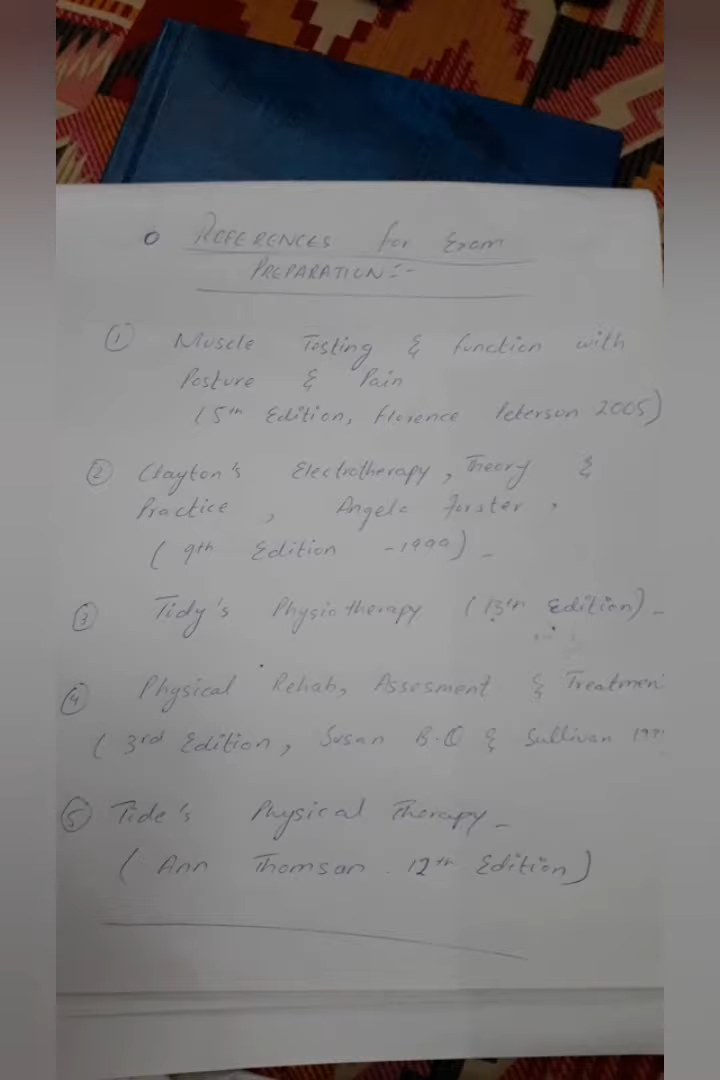 o References for Exam
Preparation:-
① Muscle Testing & function with
Posture & Pain
(5th Edition, Florence Peterson 2005)
② Clayton's Electrotherapy, Theory &
Practice, Angela Forster,
(9th Edition -1999) -
③ Tidy's Physiotherapy (13th Edition) -
④ Physical Rehab, Assesment & Treatmen
(3rd Edition, Susan B.O & Sullivan
⑤ Tide's Physical Therapy -
(Ann Thomson. 12th Edition)